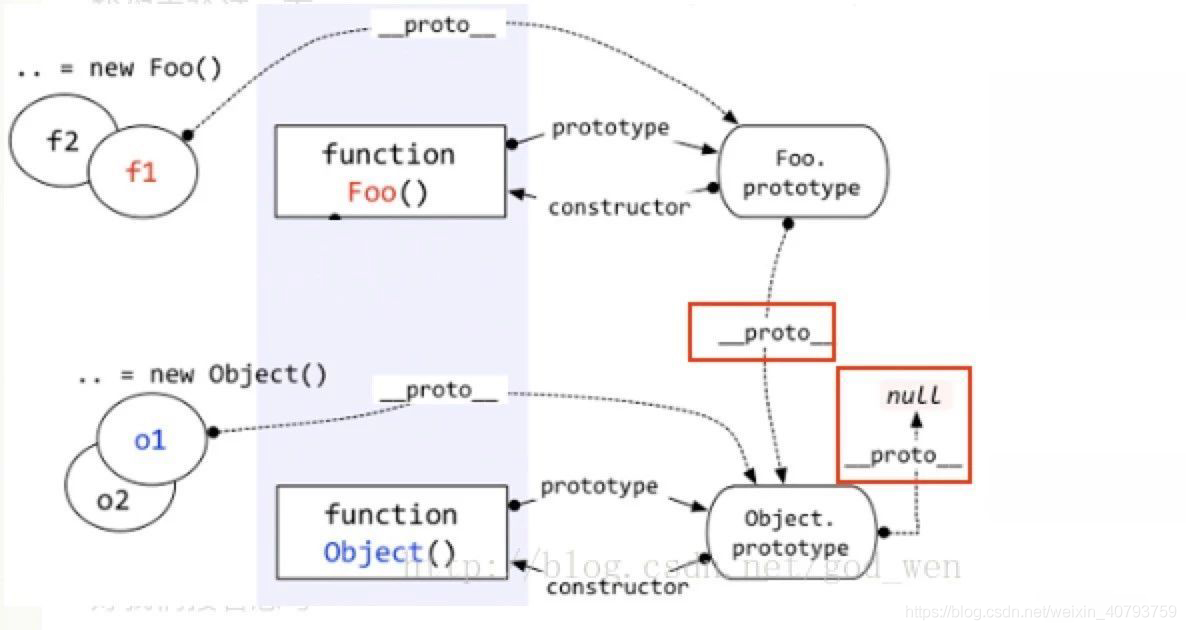 __proto__
.. = new Foo()
f2
f1
function
Foo()
prototype
constructor
Foo.
prototype
__proto__
.. = new Object()
__proto__
null
__proto__
o1
o2
function
Object()
prototype
constructor
Object.
prototype
http://blog.csdn.net/god_wen
https://blog.csdn.net/weixin_40793759